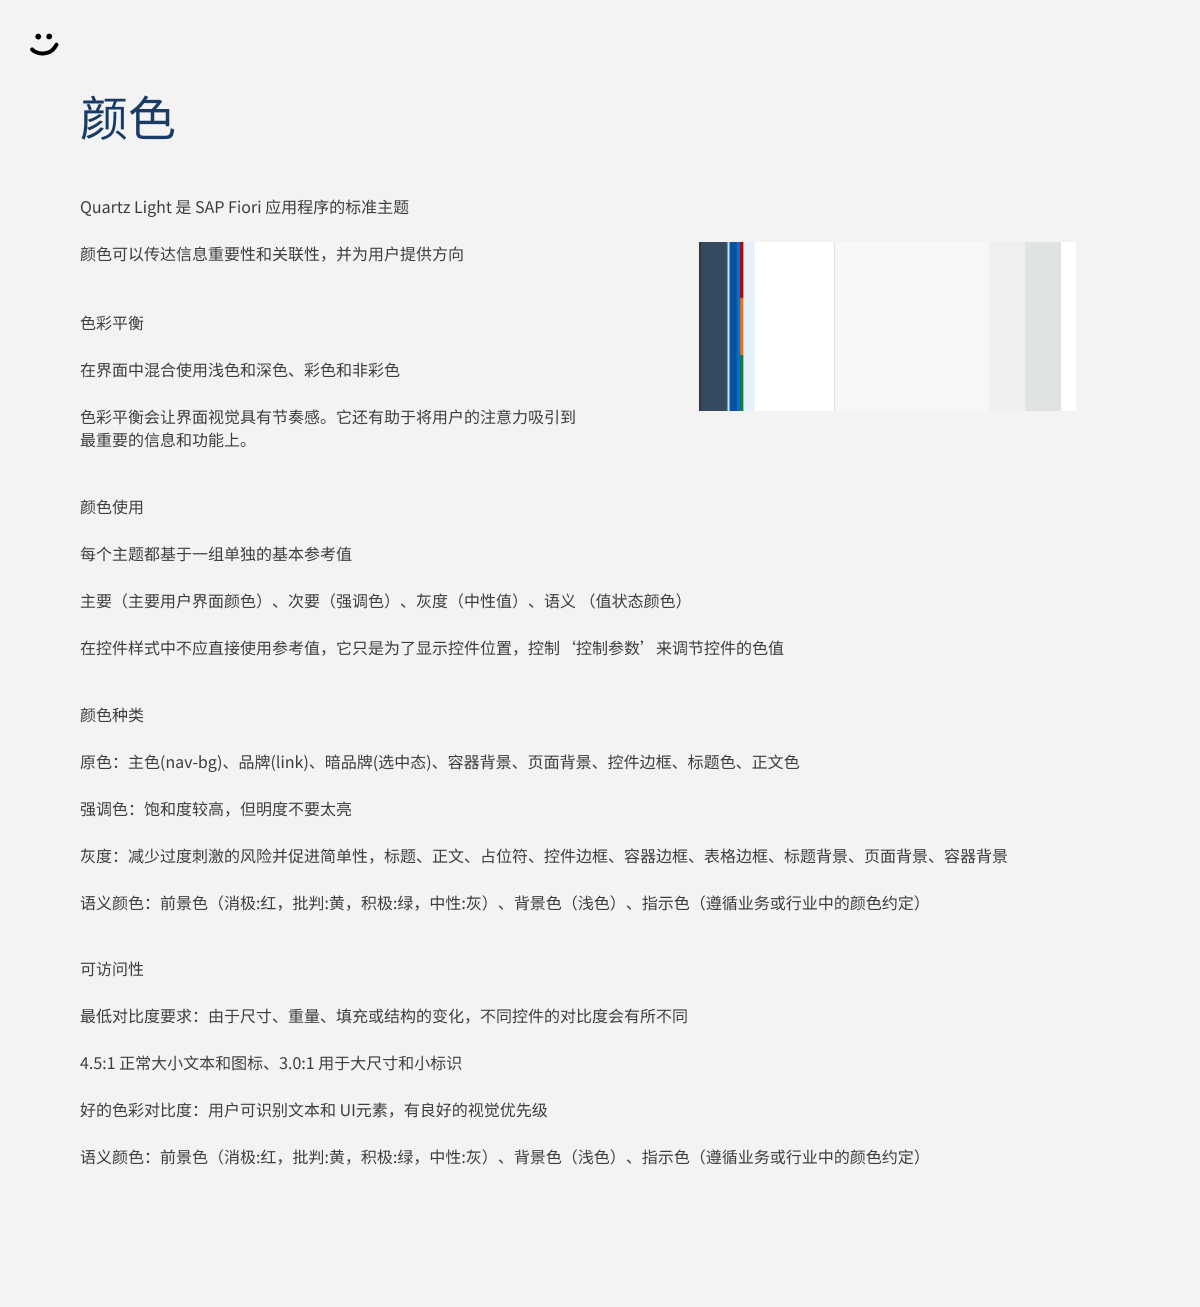 颜色
Quartz Light 是 SAP Fiori 应用程序的标准主题
颜色可以传达信息重要性和关联性，并为用户提供方向
色彩平衡
在界面中混合使用浅色和深色、彩色和非彩色
色彩平衡会让界面视觉具有节奏感。它还有助于将用户的注意力吸引到
最重要的信息和功能上。
颜色使用
每个主题都基于一组单独的基本参考值
主要（主要用户界面颜色）、次要（强调色）、灰度（中性值）、语义 （值状态颜色）
在控件样式中不应直接使用参考值，它只是为了显示控件位置，控制‘控制参数’来调节控件的色值
颜色种类
原色：主色(nav-bg)、品牌(link)、暗品牌(选中态)、容器背景、页面背景、控件边框、标题色、正文色
强调色：饱和度较高，但明度不要太亮
灰度：减少过度刺激的风险并促进简单性，标题、正文、占位符、控件边框、容器边框、表格边框、标题背景、页面背景、容器背景
语义颜色：前景色（消极:红，批判:黄，积极:绿，中性:灰）、背景色（浅色）、指示色（遵循业务或行业中的颜色约定）
可访问性
最低对比度要求：由于尺寸、重量、填充或结构的变化，不同控件的对比度会有所不同
4.5:1 正常大小文本和图标、3.0:1 用于大尺寸和小标识
好的色彩对比度：用户可识别文本和 UI元素，有良好的视觉优先级
语义颜色：前景色（消极:红，批判:黄，积极:绿，中性:灰）、背景色（浅色）、指示色（遵循业务或行业中的颜色约定）